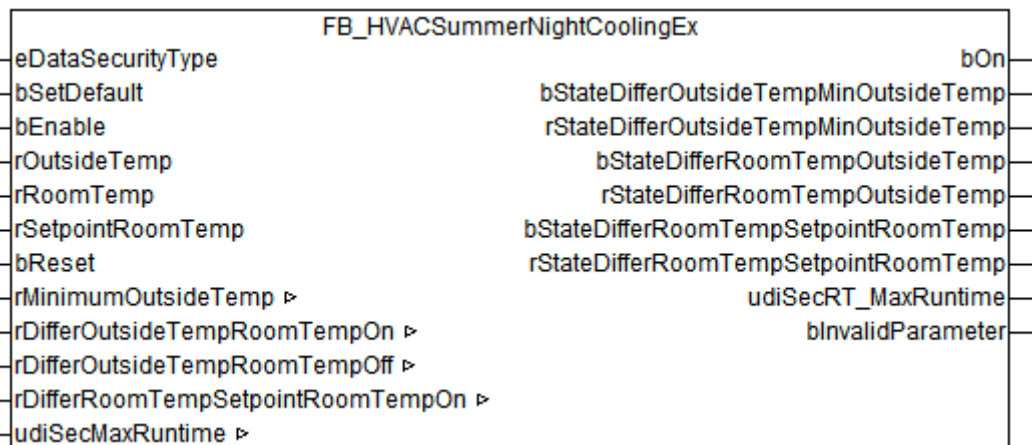 FB_HVACSummerNightCoolingEx
eDataSecurityType bOn
bSetDefault bStateDifferOutsideTempMinOutsideTemp
bEnable rStateDifferOutsideTempMinOutsideTemp
rOutsideTemp bStateDifferRoomTempOutsideTemp
rRoomTemp rStateDifferRoomTempOutsideTemp
rSetpointRoomTemp bStateDifferRoomTempSetpointRoomTemp
bReset rStateDifferRoomTempSetpointRoomTemp
rMinimumOutsideTemp udiSecRT_MaxRuntime
rDifferOutsideTempRoomTempOn bInvalidParameter
rDifferOutsideTempRoomTempOff
rDifferRoomTempSetpointRoomTempOn
udiSecMaxRuntime